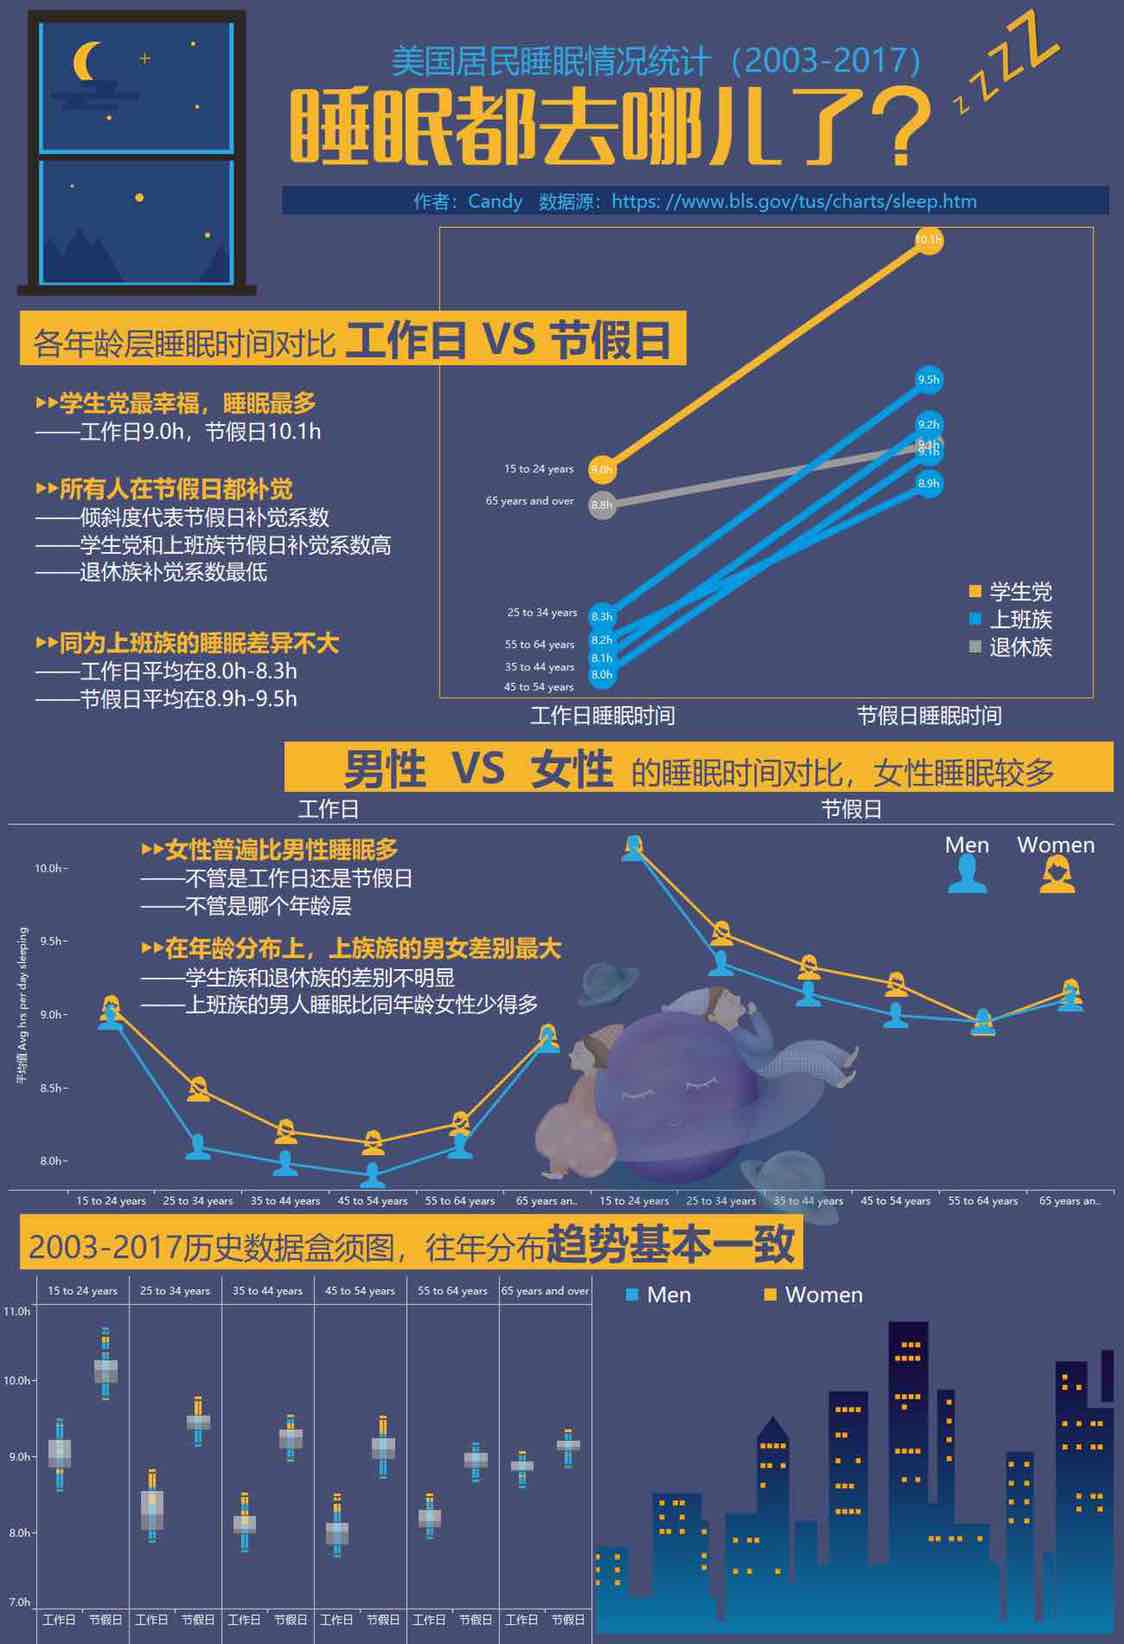 美国居民睡眠情况统计（2003-2017）
睡眠都去哪儿了？
z z z z
作者：Candy 数据源：https: //www.bls.gov/tus/charts/sleep.htm
各年龄层睡眠时间对比 工作日 VS 节假日
▸▸学生党最幸福，睡眠最多
——工作日9.0h，节假日10.1h
▸▸所有人在节假日都补觉
——倾斜度代表节假日补觉系数
——学生党和上班族节假日补觉系数高
——退休族补觉系数最低
▸▸同为上班族的睡眠差异不大
——工作日平均在8.0h-8.3h
——节假日平均在8.9h-9.5h
10.1h
9.5h
9.2h
9.1h
9.1h
8.9h
15 to 24 years 9.0h
65 years and over 8.8h
25 to 34 years 8.3h
55 to 64 years 8.2h
35 to 44 years 8.1h
45 to 54 years 8.0h
学生党
上班族
退休族
工作日睡眠时间 节假日睡眠时间
男性 VS 女性 的睡眠时间对比，女性睡眠较多
工作日 节假日
▸▸女性普遍比男性睡眠多
——不管是工作日还是节假日
——不管是哪个年龄层
▸▸在年龄分布上，上族族的男女差别最大
——学生族和退休族的差别不明显
——上班族的男人睡眠比同年龄女性少得多
Men Women
平均值 Avg hrs per day sleeping
10.0h
9.5h
9.0h
8.5h
8.0h
15 to 24 years 25 to 34 years 35 to 44 years 45 to 54 years 55 to 64 years 65 years an.. 15 to 24 years 25 to 34 years 35 to 44 years 45 to 54 years 55 to 64 years 65 years an..
2003-2017历史数据盒须图，往年分布趋势基本一致
15 to 24 years 25 to 34 years 35 to 44 years 45 to 54 years 55 to 64 years 65 years and over
Men Women
11.0h
10.0h
9.0h
8.0h
7.0h
工作日 节假日 工作日 节假日 工作日 节假日 工作日 节假日 工作日 节假日 工作日 节假日